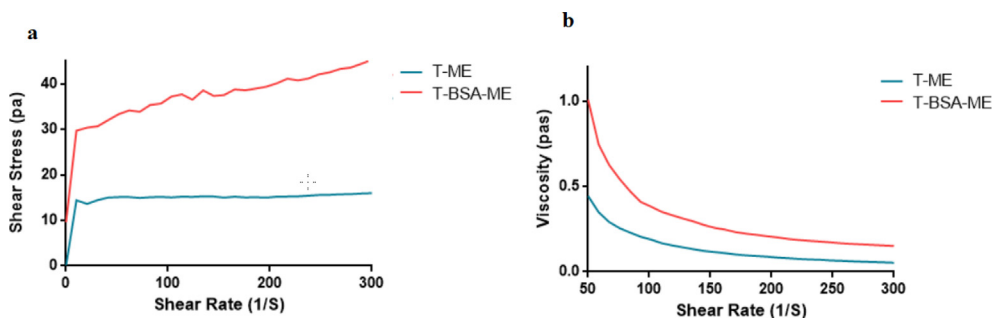 a
Shear Stress (pa)
40
30
20
10
0
0
100
200
300
Shear Rate (1/S)
T-ME
T-BSA-ME
b
Viscosity (pas)
1.0
0.5
0.0
50
100
150
200
250
300
Shear Rate (1/S)
T-ME
T-BSA-ME